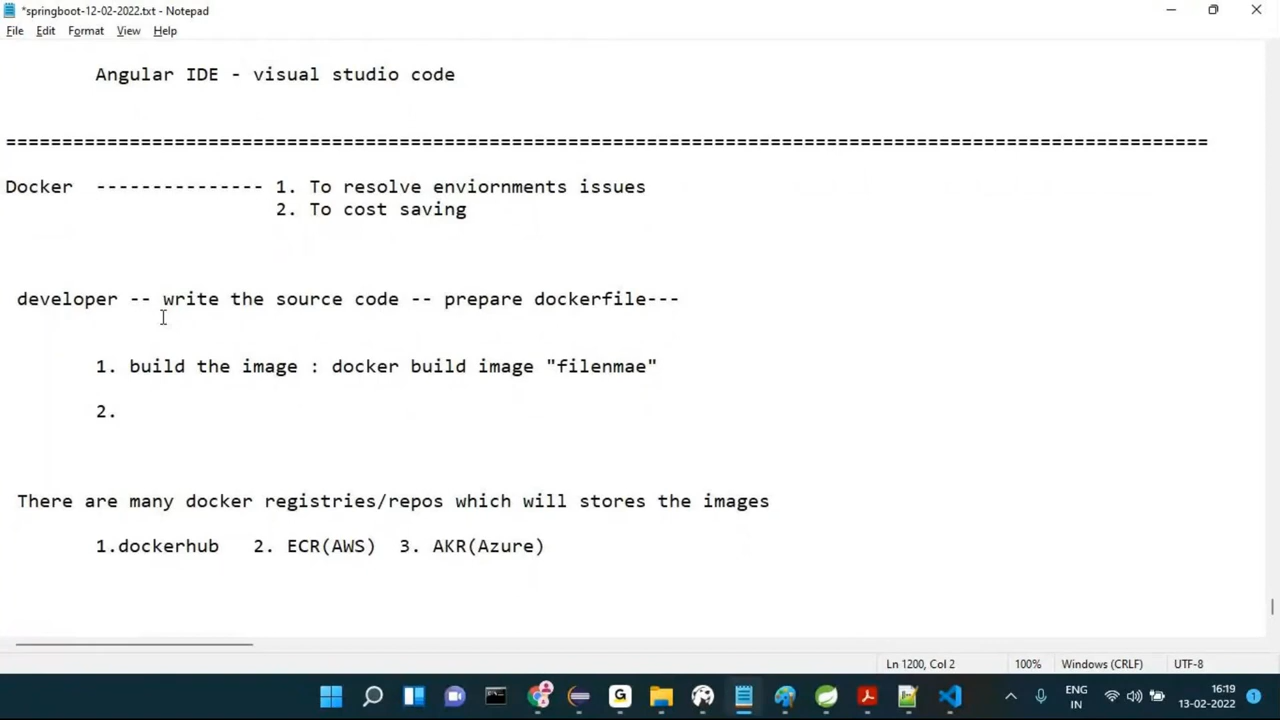 *springboot-12-02-2022.txt - Notepad
File Edit Format View Help
Angular IDE - visual studio code
===========================================================================================================
Docker --------------- 1. To resolve enviornments issues
2. To cost saving
developer -- write the source code -- prepare dockerfile---
1. build the image : docker build image "filenmae"
2.
There are many docker registries/repos which will stores the images
1.dockerhub 2. ECR(AWS) 3. AKR(Azure)
Ln 1200, Col 2 100% Windows (CRLF) UTF-8
ENG
IN
16:19
13-02-2022
1